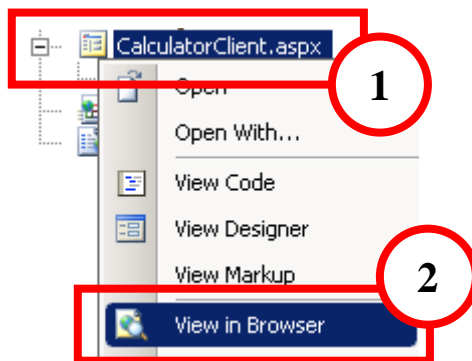 CalculatorClient.aspx
1
Open
Open With...
View Code
View Designer
View Markup
2
View in Browser